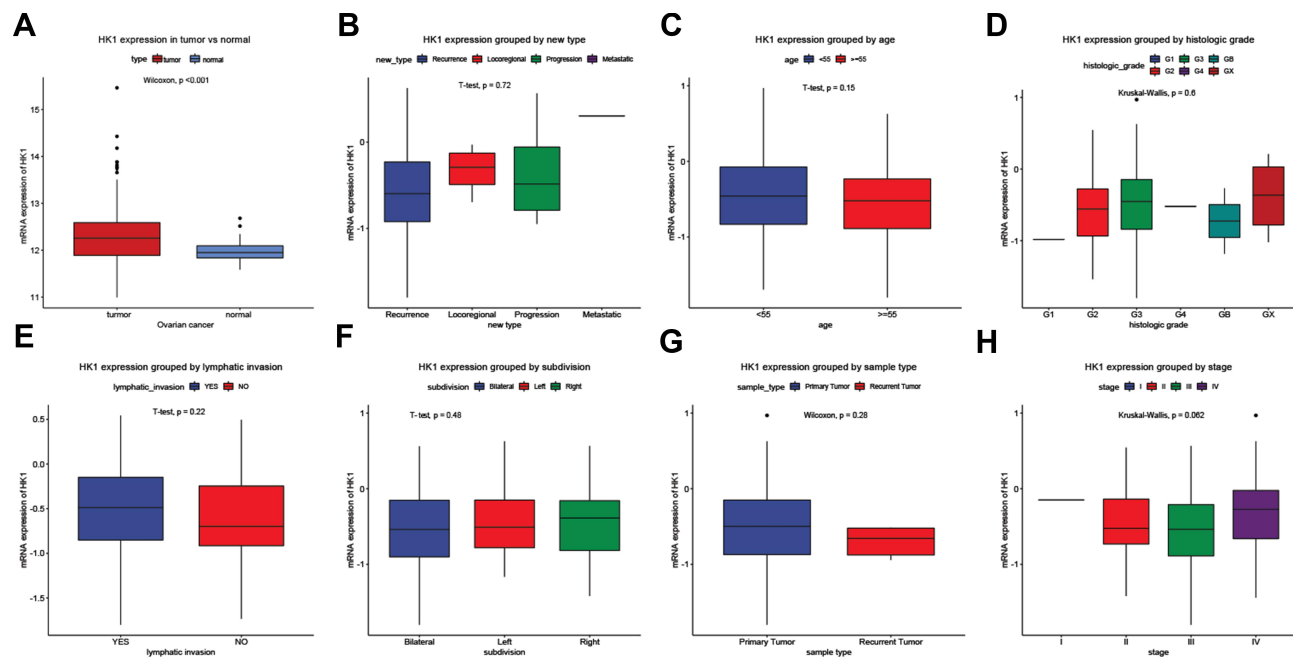 A
HK1 expression in tumor vs normal
type tumor normal
Wilcoxon, p <0.001
mRNA expression of HK1
15
14
13
12
11
turmor normal
Ovarian cancer
B
HK1 expression grouped by new type
new_type Recurrence Locoregional Progression Metastatic
T-test, p = 0.72
mRNA expression of HK1
0
-1
Recurrence Locoregional Progression Metastatic
new type
C
HK1 expression grouped by age
age <55 >=55
T-test, p = 0.15
mRNA expression of HK1
1
0
-1
<55 >=55
age
D
HK1 expression grouped by histologic grade
histologic_grade G1 G3 GB
G2 G4 GX
Kruskal-Wallis, p = 0.6
mRNA expression of HK1
1
0
-1
G1 G2 G3 G4 GB GX
histologic grade
E
HK1 expression grouped by lymphatic invasion
lymphatic_invasion YES NO
T-test, p = 0.22
mRNA expression of HK1
0.5
0.0
-0.5
-1.0
-1.5
YES NO
lymphatic invasion
F
HK1 expression grouped by subdivision
subdivision Bilateral Left Right
T- test, p = 0.48
mRNA expression of HK1
1
0
-1
Bilateral Left Right
subdivision
G
HK1 expression grouped by sample type
sample_type Primary Tumor Recurrent Tumor
Wilcoxon, p = 0.28
mRNA expression of HK1
1
0
-1
Primary Tumor Recurrent Tumor
sample type
H
HK1 expression grouped by stage
stage I II III IV
Kruskal-Wallis, p = 0.062
mRNA expression of HK1
1
0
-1
I II III IV
stage